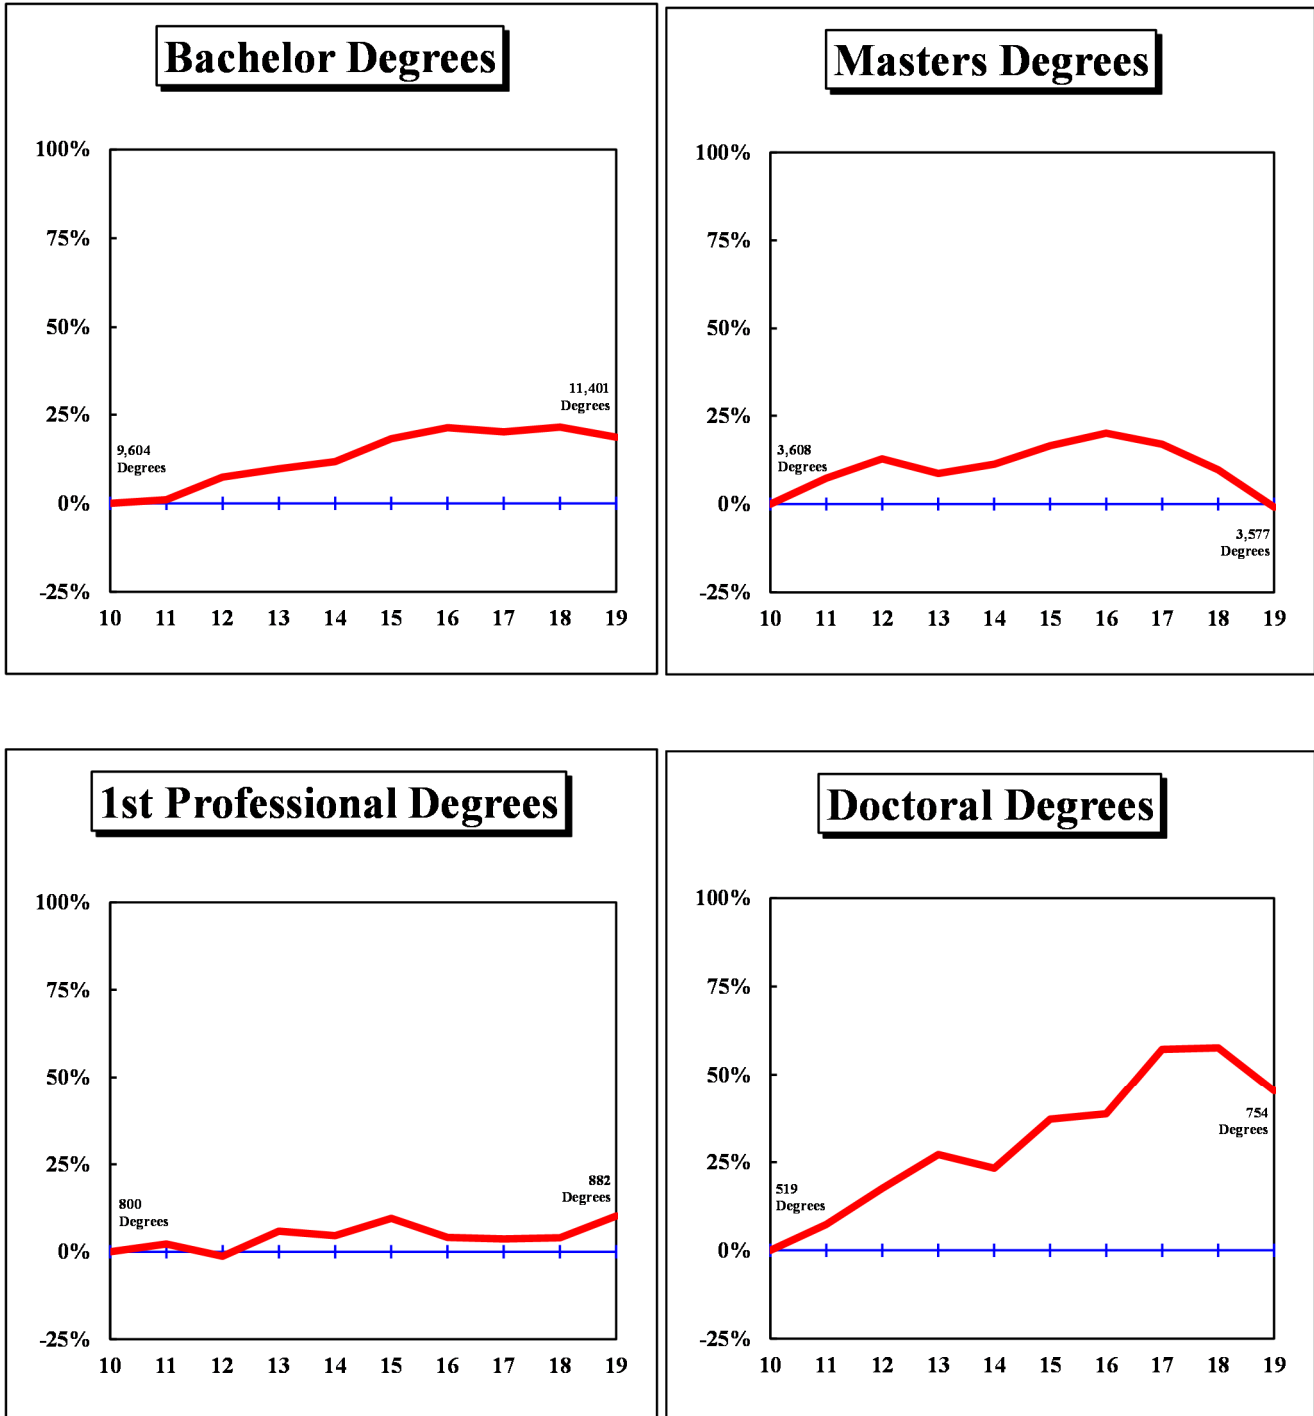 Bachelor Degrees
100%
75%
50%
25%
0%
-25%
9,604
Degrees
11,401
Degrees
10 11 12 13 14 15 16 17 18 19
Masters Degrees
100%
75%
50%
25%
0%
-25%
3,608
Degrees
3,577
Degrees
10 11 12 13 14 15 16 17 18 19
1st Professional Degrees
100%
75%
50%
25%
0%
-25%
800
Degrees
882
Degrees
10 11 12 13 14 15 16 17 18 19
Doctoral Degrees
100%
75%
50%
25%
0%
-25%
519
Degrees
754
Degrees
10 11 12 13 14 15 16 17 18 19